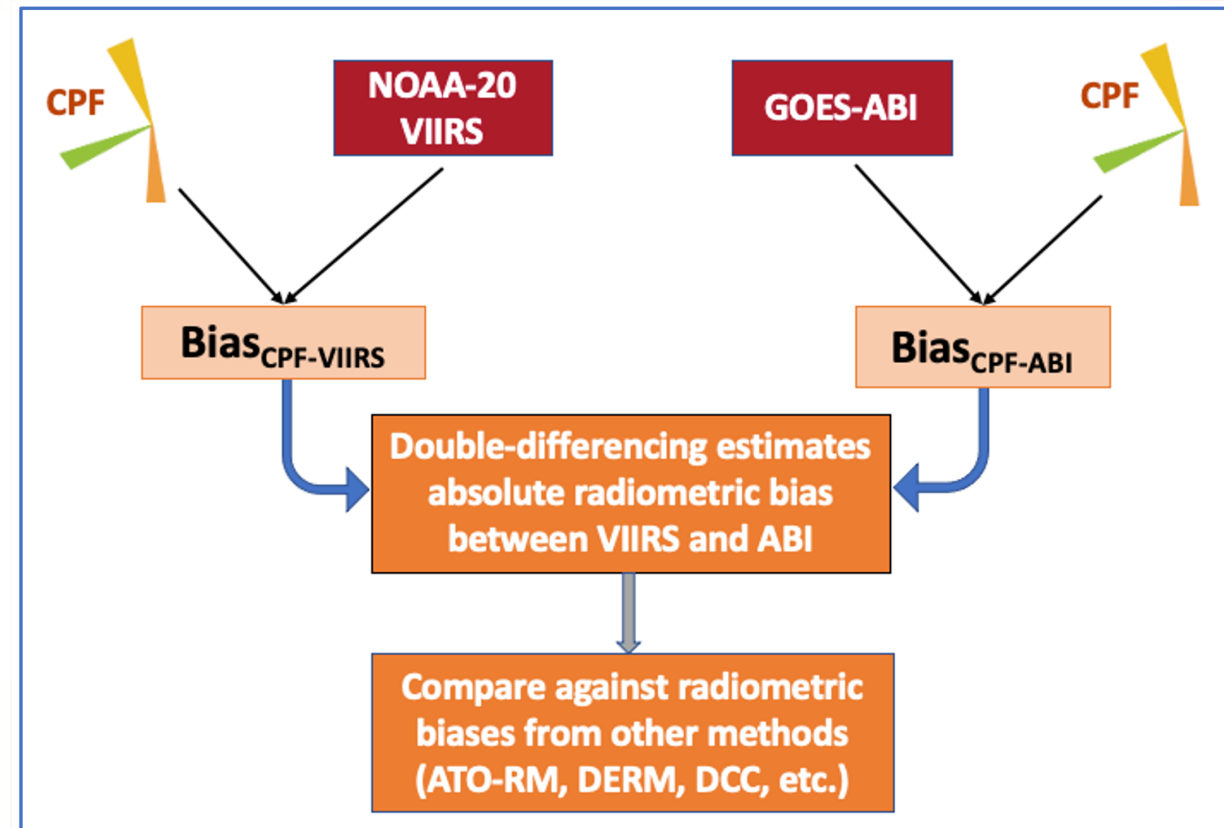 CPF
NOAA-20
VIIRS
GOES-ABI
CPF
BiasCPF-VIIRS
BiasCPF-ABI
Double-differencing estimates
absolute radiometric bias
between VIIRS and ABI
Compare against radiometric
biases from other methods
(ATO-RM, DERM, DCC, etc.)